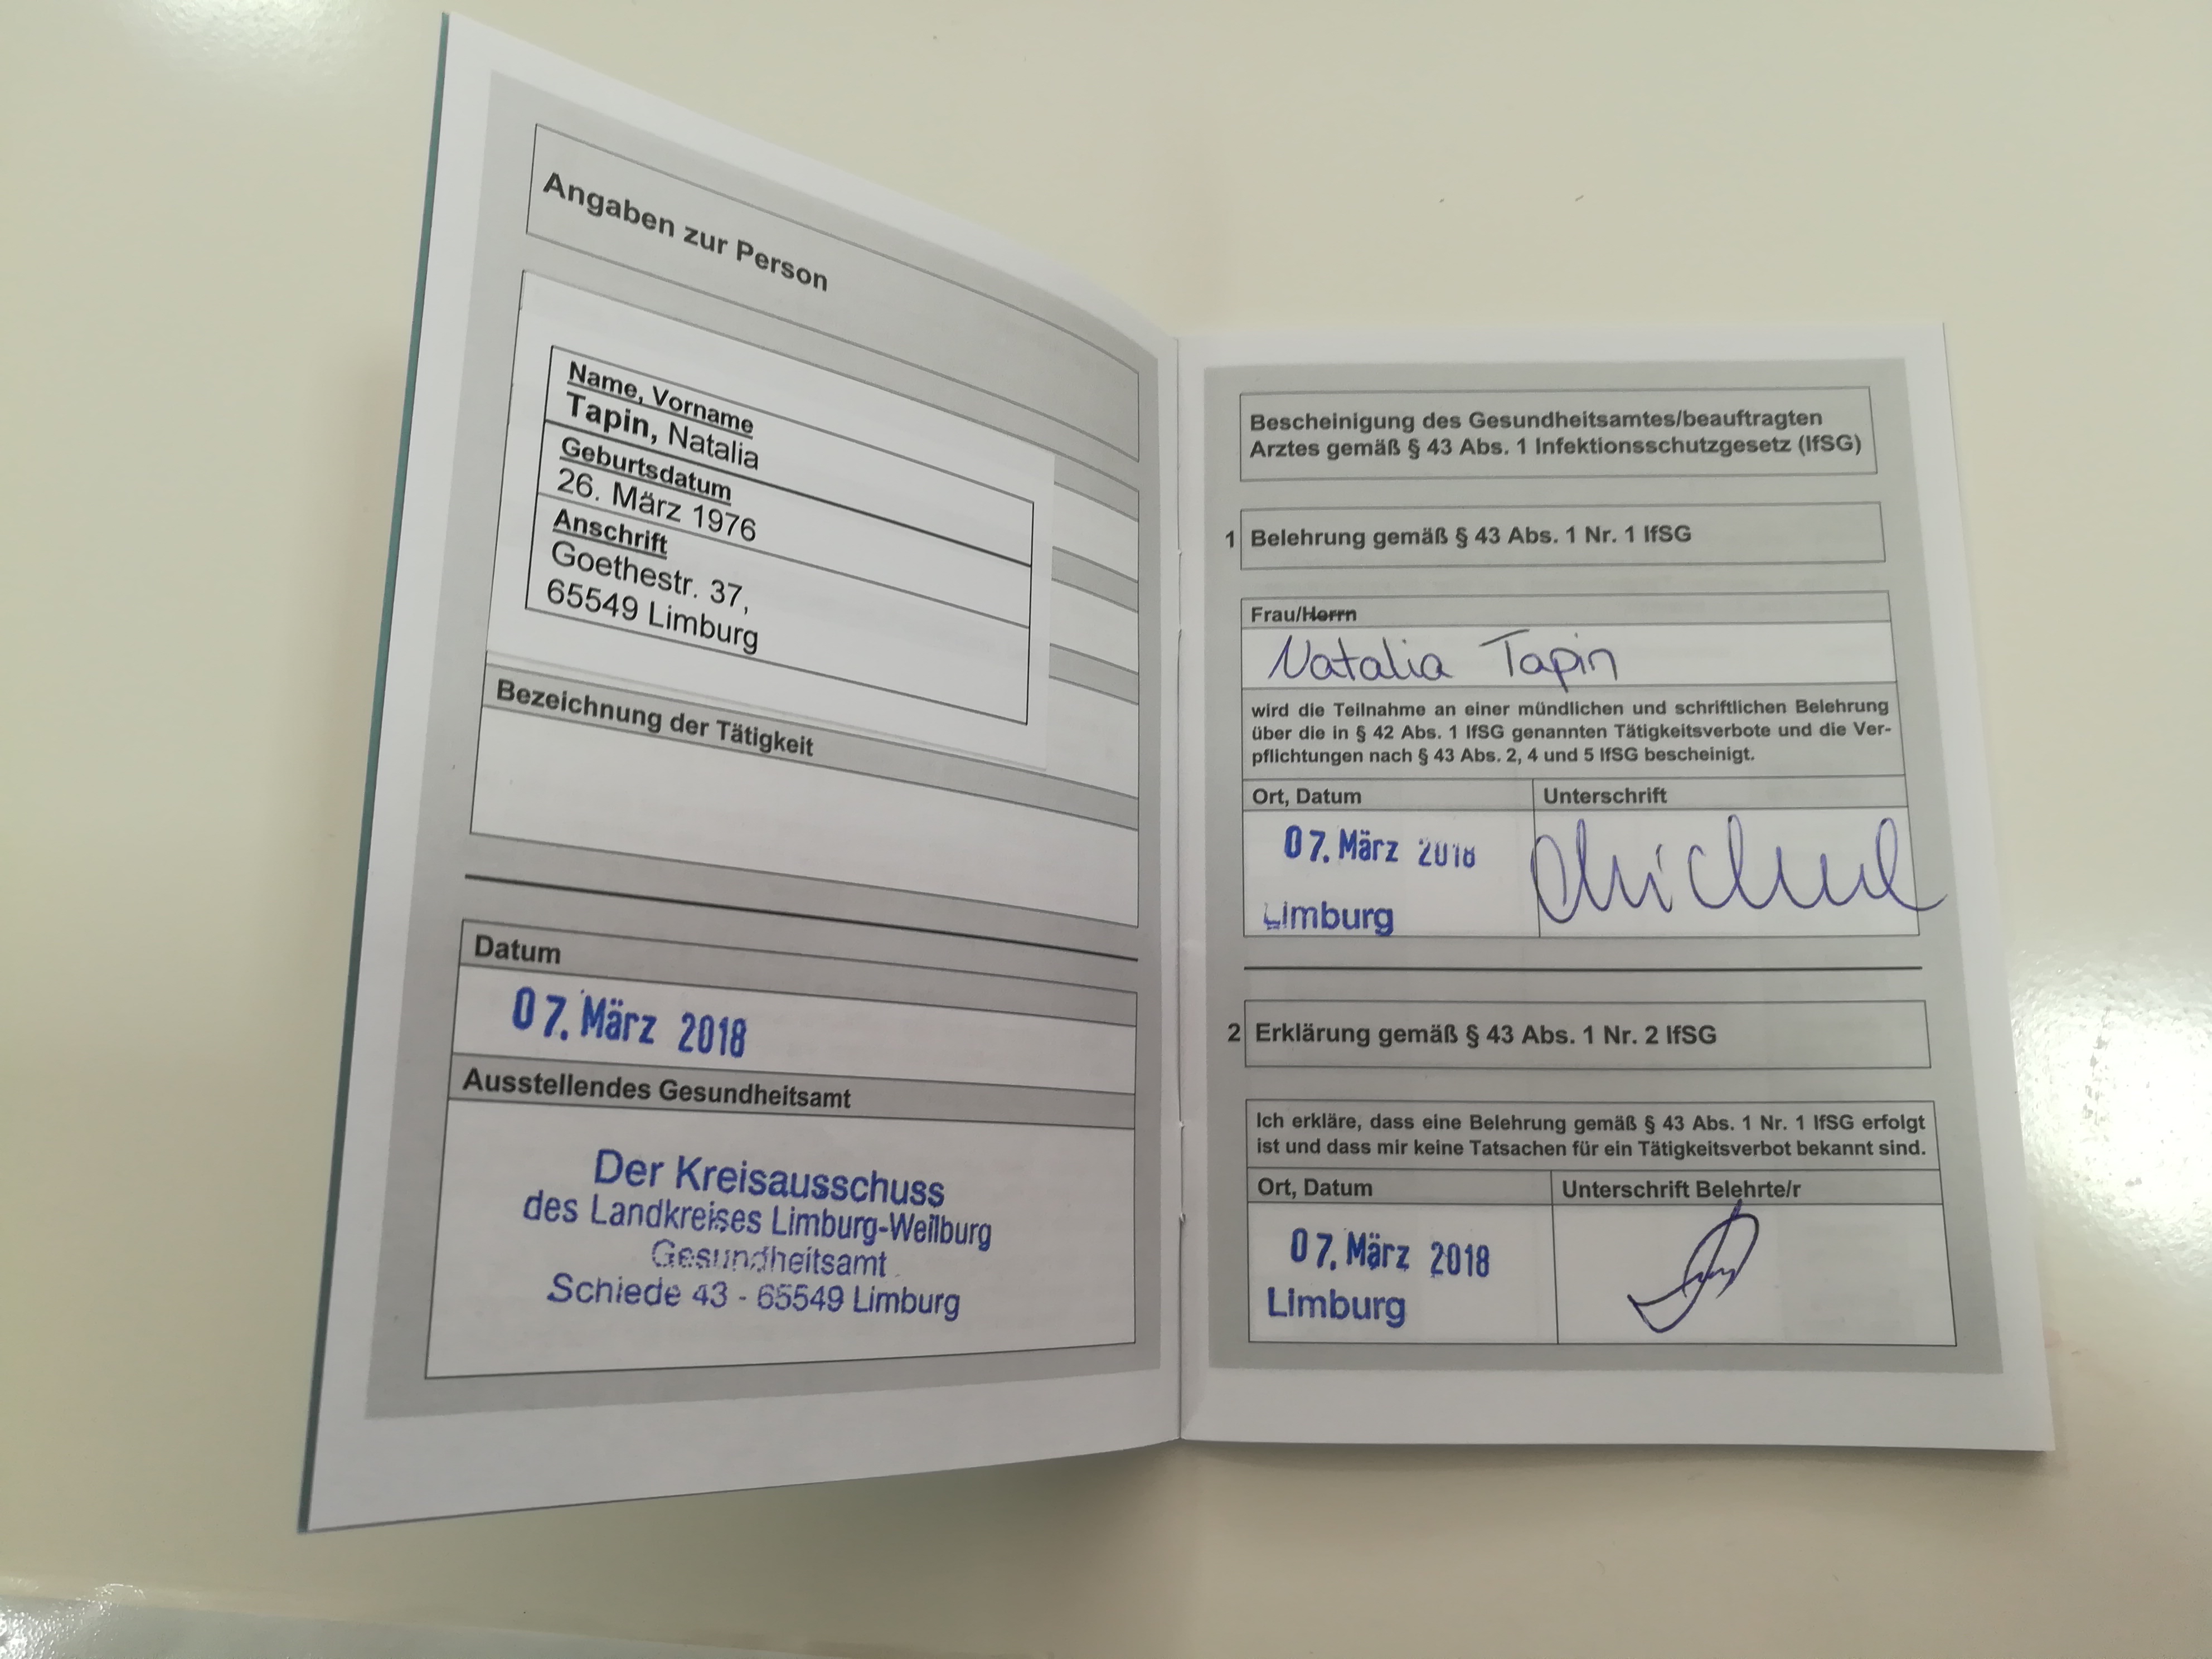 Angaben zur Person
Name, Vorname
Tapin, Natalia
Geburtsdatum
26. März 1976
Anschrift
Goethestr. 37,
65549 Limburg
Bezeichnung der Tätigkeit
Datum
07. März 2018
Ausstellendes Gesundheitsamt
Der Kreisausschuss
des Landkreises Limburg-Weilburg
Gesundheitsamt
Schiede 43 - 65549 Limburg
Bescheinigung des Gesundheitsamtes/beauftragten
Arztes gemäß § 43 Abs. 1 Infektionsschutzgesetz (IfSG)
1 Belehrung gemäß § 43 Abs. 1 Nr. 1 IfSG
Frau/Herrn
Natalia Tapin
wird die Teilnahme an einer mündlichen und schriftlichen Belehrung
über die in § 42 Abs. 1 IfSG genannten Tätigkeitsverbote und die Ver-
pflichtungen nach § 43 Abs. 2, 4 und 5 IfSG bescheinigt.
Ort, Datum Unterschrift
07. März 2018
Limburg
2 Erklärung gemäß § 43 Abs. 1 Nr. 2 IfSG
Ich erkläre, dass eine Belehrung gemäß § 43 Abs. 1 Nr. 1 IfSG erfolgt
ist und dass mir keine Tatsachen für ein Tätigkeitsverbot bekannt sind.
Ort, Datum Unterschrift Belehrte/r
07. März 2018
Limburg